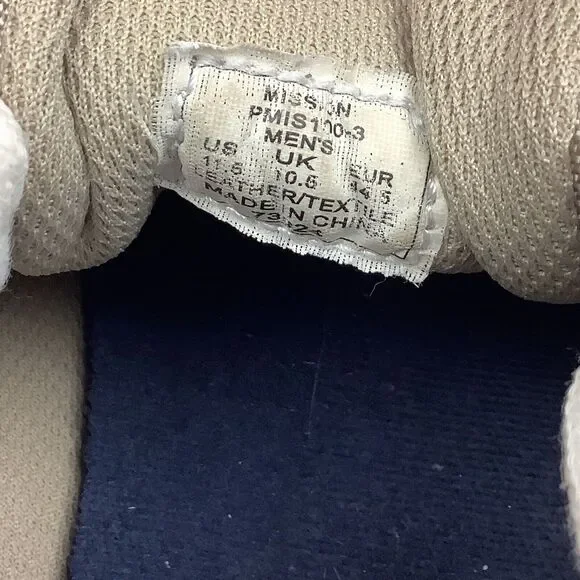 MISSION
PMIS100-3
MEN'S
US UK EUR
11.5 10.5 44.5
LEATHER/TEXTILE
MADE IN CHINA